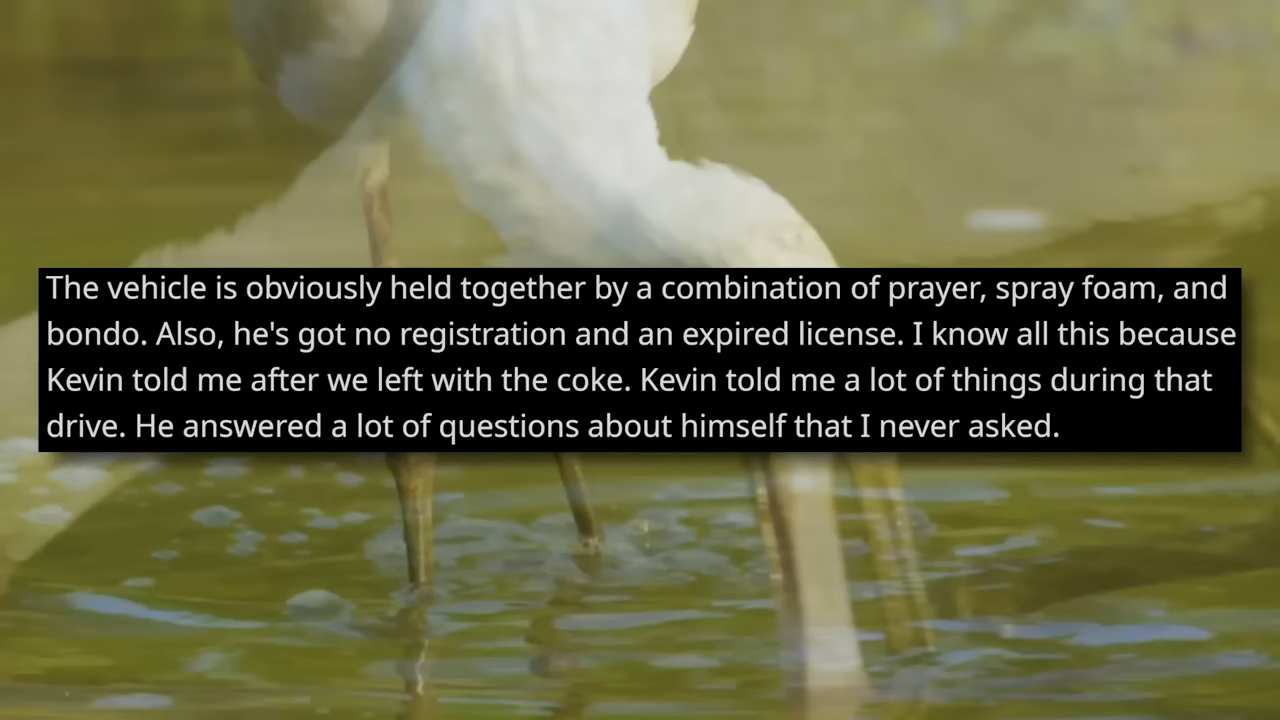 The vehicle is obviously held together by a combination of prayer, spray foam, and
bondo. Also, he's got no registration and an expired license. I know all this because
Kevin told me after we left with the coke. Kevin told me a lot of things during that
drive. He answered a lot of questions about himself that I never asked.